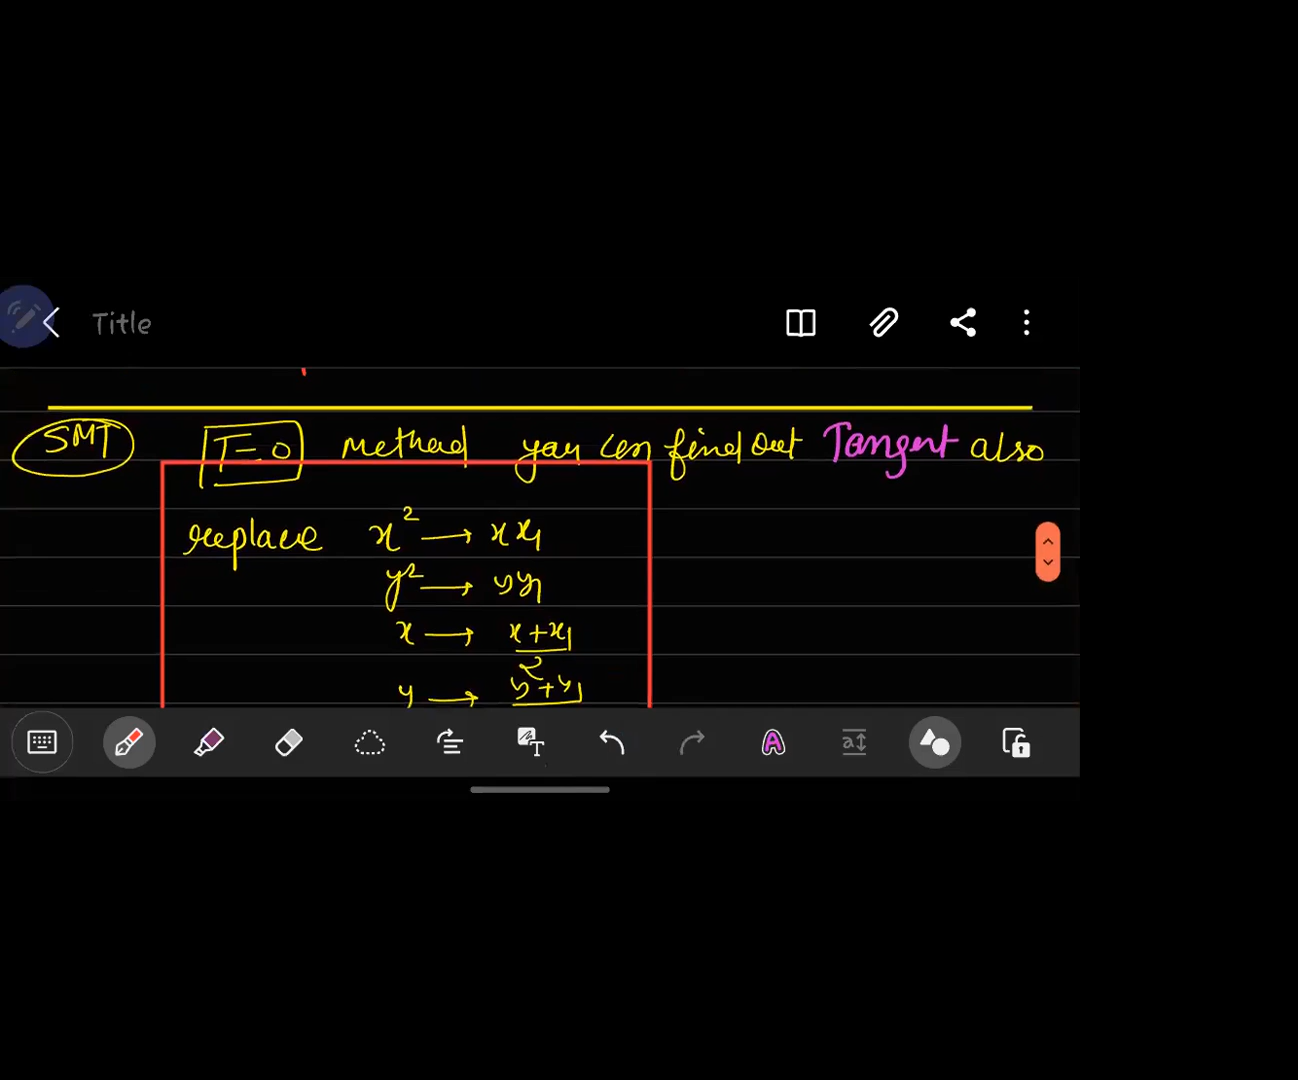 Title
SMT T=0 method you can find out Tangent also
replace x² → xx₁
y² → yy₁
x → x+x₁
2
y → y+y₁